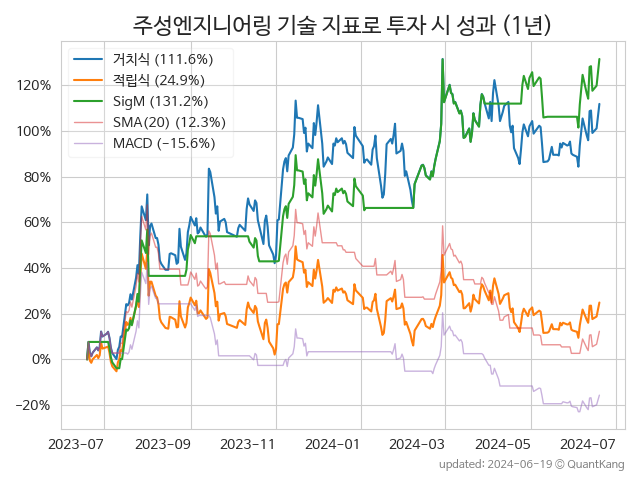 주성엔지니어링 기술 지표로 투자 시 성과 (1년)
거치식 (111.6%)
적립식 (24.9%)
SigM (131.2%)
SMA(20) (12.3%)
MACD (−15.6%)
120%
100%
80%
60%
40%
20%
0%
−20%
2023-07 2023-09 2023-11 2024-01 2024-03 2024-05 2024-07
updated: 2024-06-19 © QuantKang